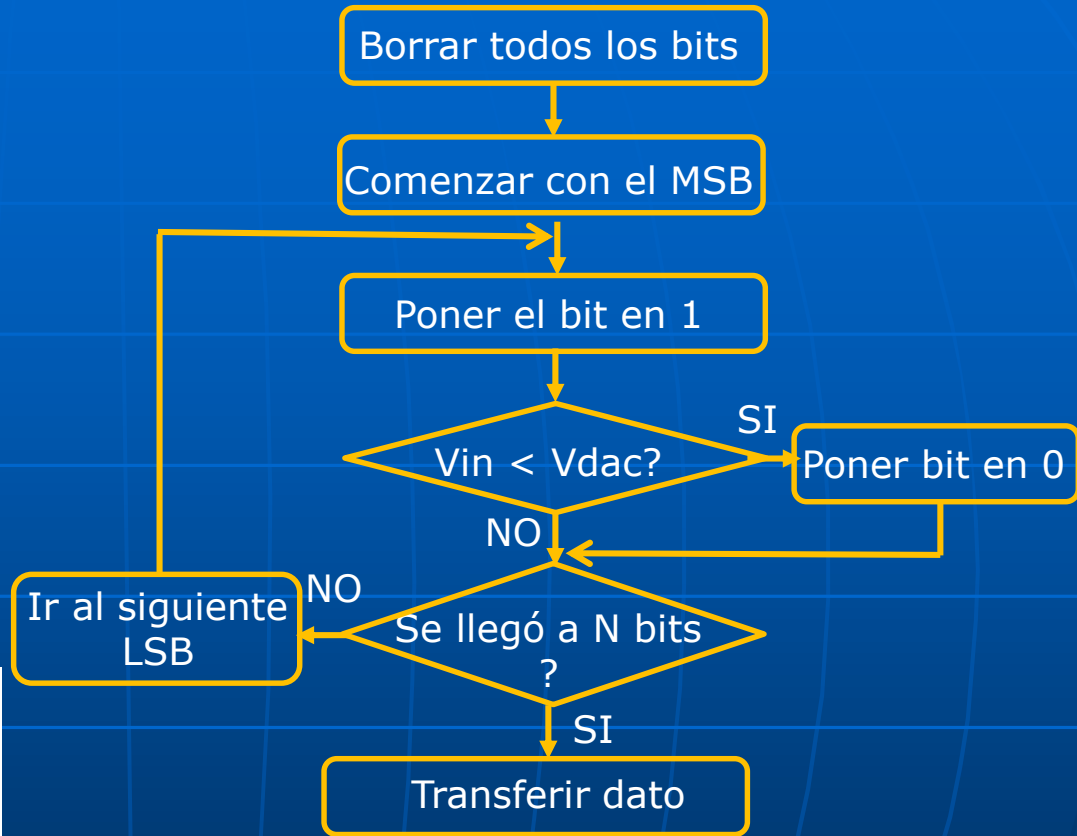 Borrar todos los bits
Comenzar con el MSB
Poner el bit en 1
SI
Vin < Vdac?
Poner bit en 0
NO
NO
Ir al siguiente
LSB
Se llegó a N bits
?
SI
Transferir dato